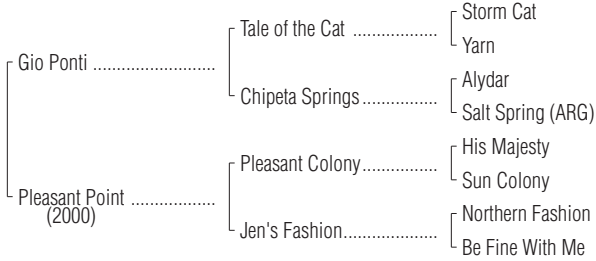 Storm Cat
Tale of the Cat ..................
Yarn
Gio Ponti ..........................
Alydar
Chipeta Springs................
Salt Spring (ARG)
His Majesty
Pleasant Colony................
Sun Colony
Pleasant Point ..................
(2000)
Northern Fashion
Jen's Fashion....................
Be Fine With Me